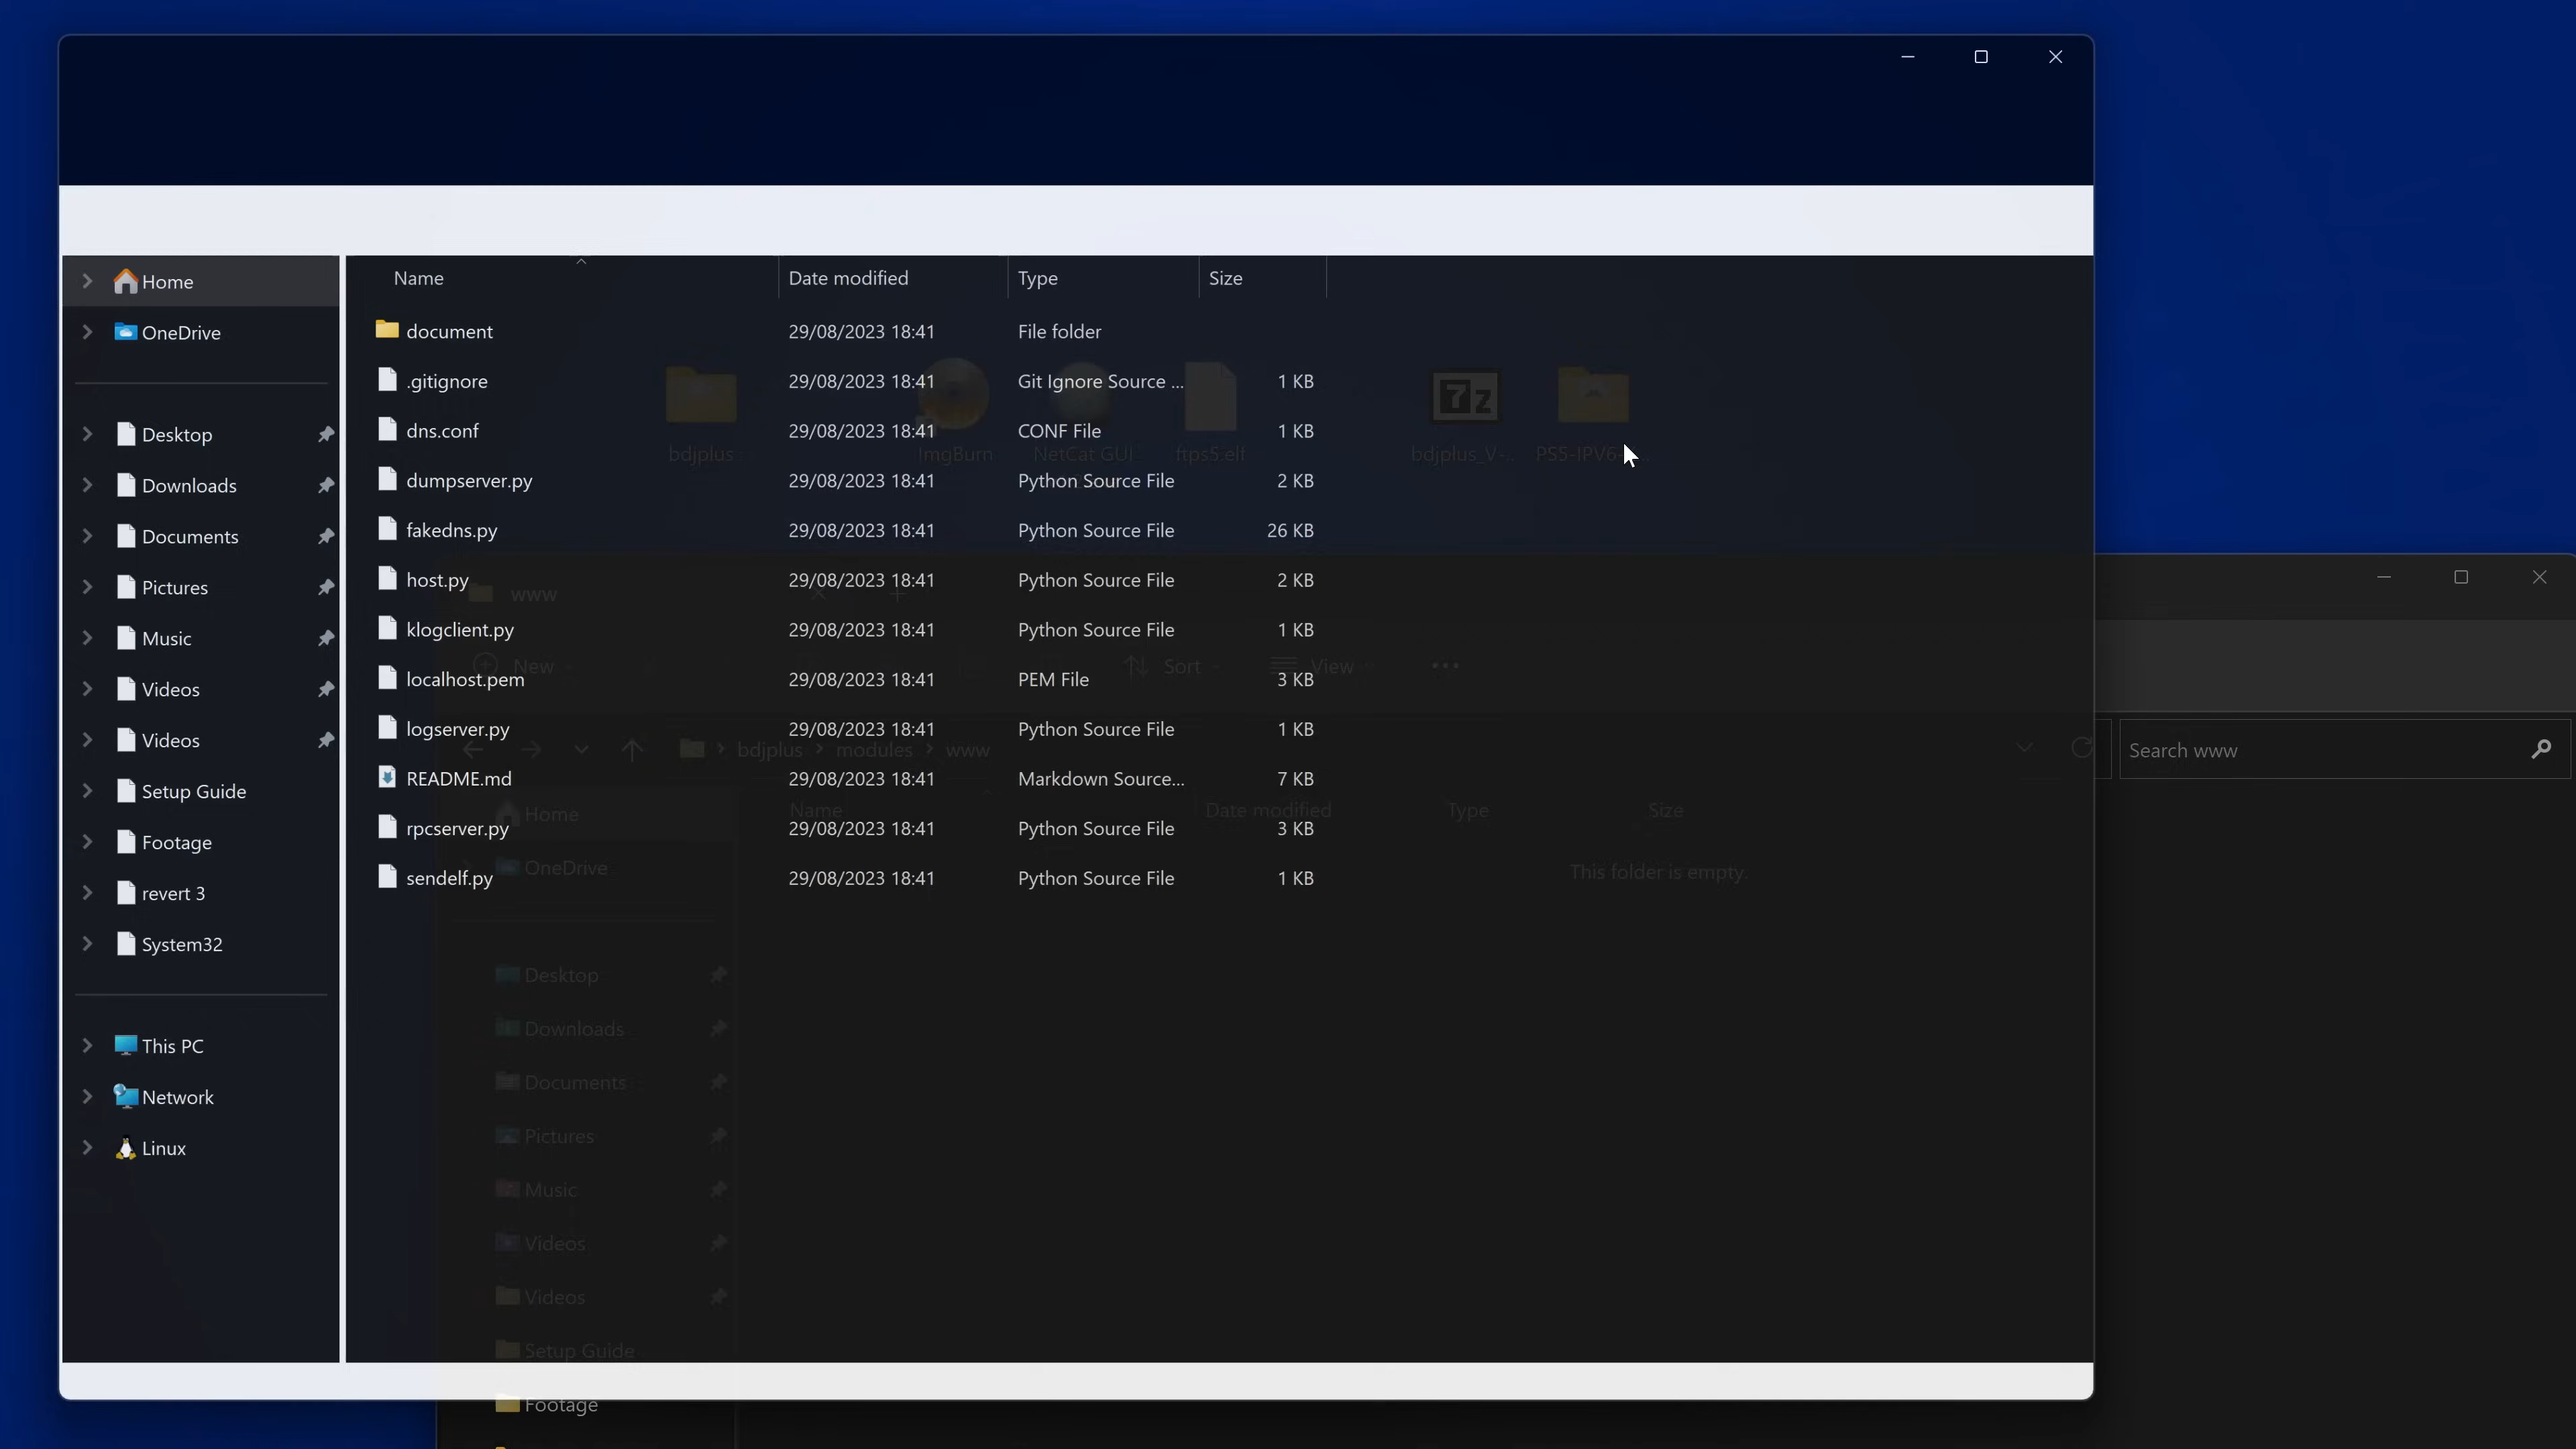 Home
OneDrive
Desktop
Downloads
Documents
Pictures
Music
Videos
Videos
Setup Guide
Footage
revert 3
System32
This PC
Network
Linux
Name Date modified Type Size
document 29/08/2023 18:41 File folder
.gitignore 29/08/2023 18:41 Git Ignore Source ... 1 KB
dns.conf 29/08/2023 18:41 CONF File 1 KB
dumpserver.py 29/08/2023 18:41 Python Source File 2 KB
fakedns.py 29/08/2023 18:41 Python Source File 26 KB
host.py 29/08/2023 18:41 Python Source File 2 KB
klogclient.py 29/08/2023 18:41 Python Source File 1 KB
localhost.pem 29/08/2023 18:41 PEM File 3 KB
logserver.py 29/08/2023 18:41 Python Source File 1 KB
README.md 29/08/2023 18:41 Markdown Source... 7 KB
rpcserver.py 29/08/2023 18:41 Python Source File 3 KB
sendelf.py 29/08/2023 18:41 Python Source File 1 KB
7z
bdjplus
ImgBurn
NetCat GUI
ftps5.elf
bdjplus_V-...
PS5-IPV6-
www
New
Sort
View
bdjplus modules www
Search www
Name Date modified Type Size
This folder is empty.
Home
OneDrive
Desktop
Downloads
Documents
Pictures
Music
Videos
Videos
Setup Guide
Footage